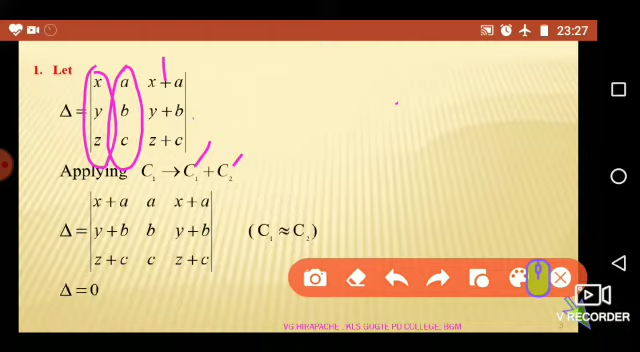 23:27
1. Let
x a x + a
Δ = y b y + b
z c z + c
Applying C₁ → C₁ + C₂
x + a a x + a
Δ = y + b b y + b (C₁ ≈ C₂)
z + c c z + c
Δ = 0
V RECORDER
VG HIRAPACHE , KLS GOGTE PU COLLEGE, BGM